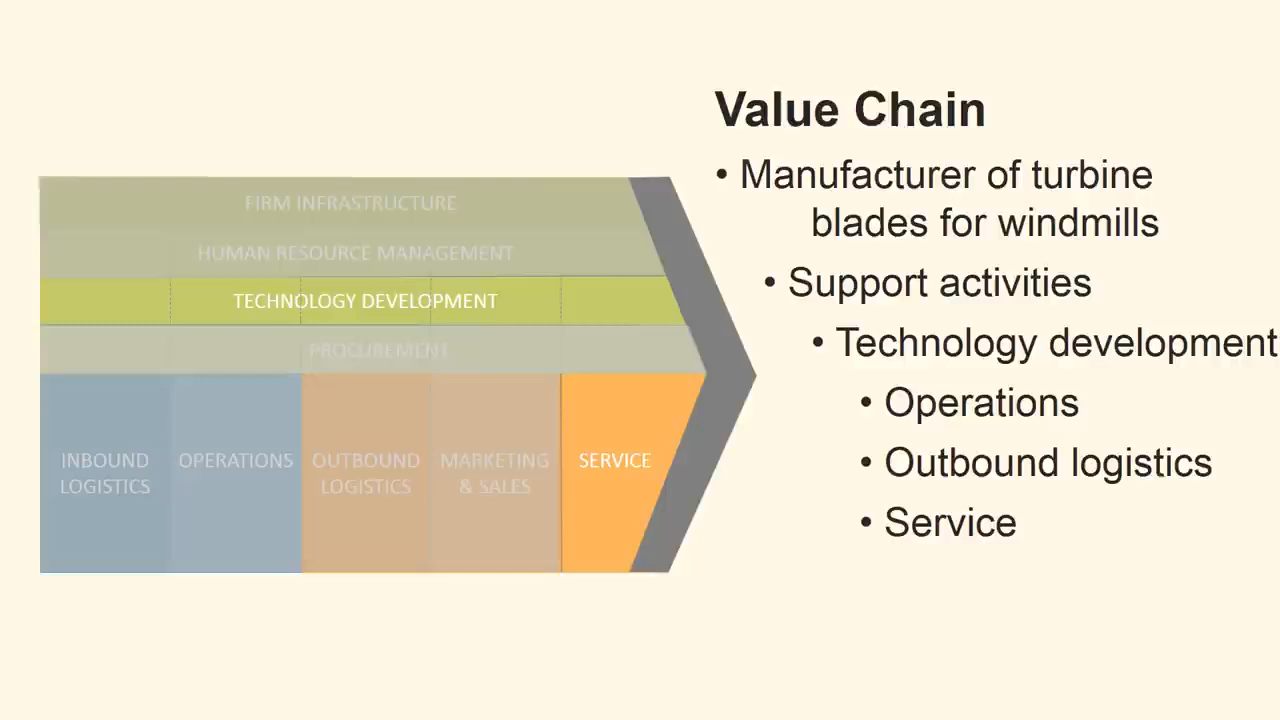 FIRM INFRASTRUCTURE
HUMAN RESOURCE MANAGEMENT
TECHNOLOGY DEVELOPMENT
PROCUREMENT
INBOUND
LOGISTICS
OPERATIONS
OUTBOUND
LOGISTICS
MARKETING
& SALES
SERVICE
Value Chain
• Manufacturer of turbine
blades for windmills
• Support activities
• Technology development
• Operations
• Outbound logistics
• Service